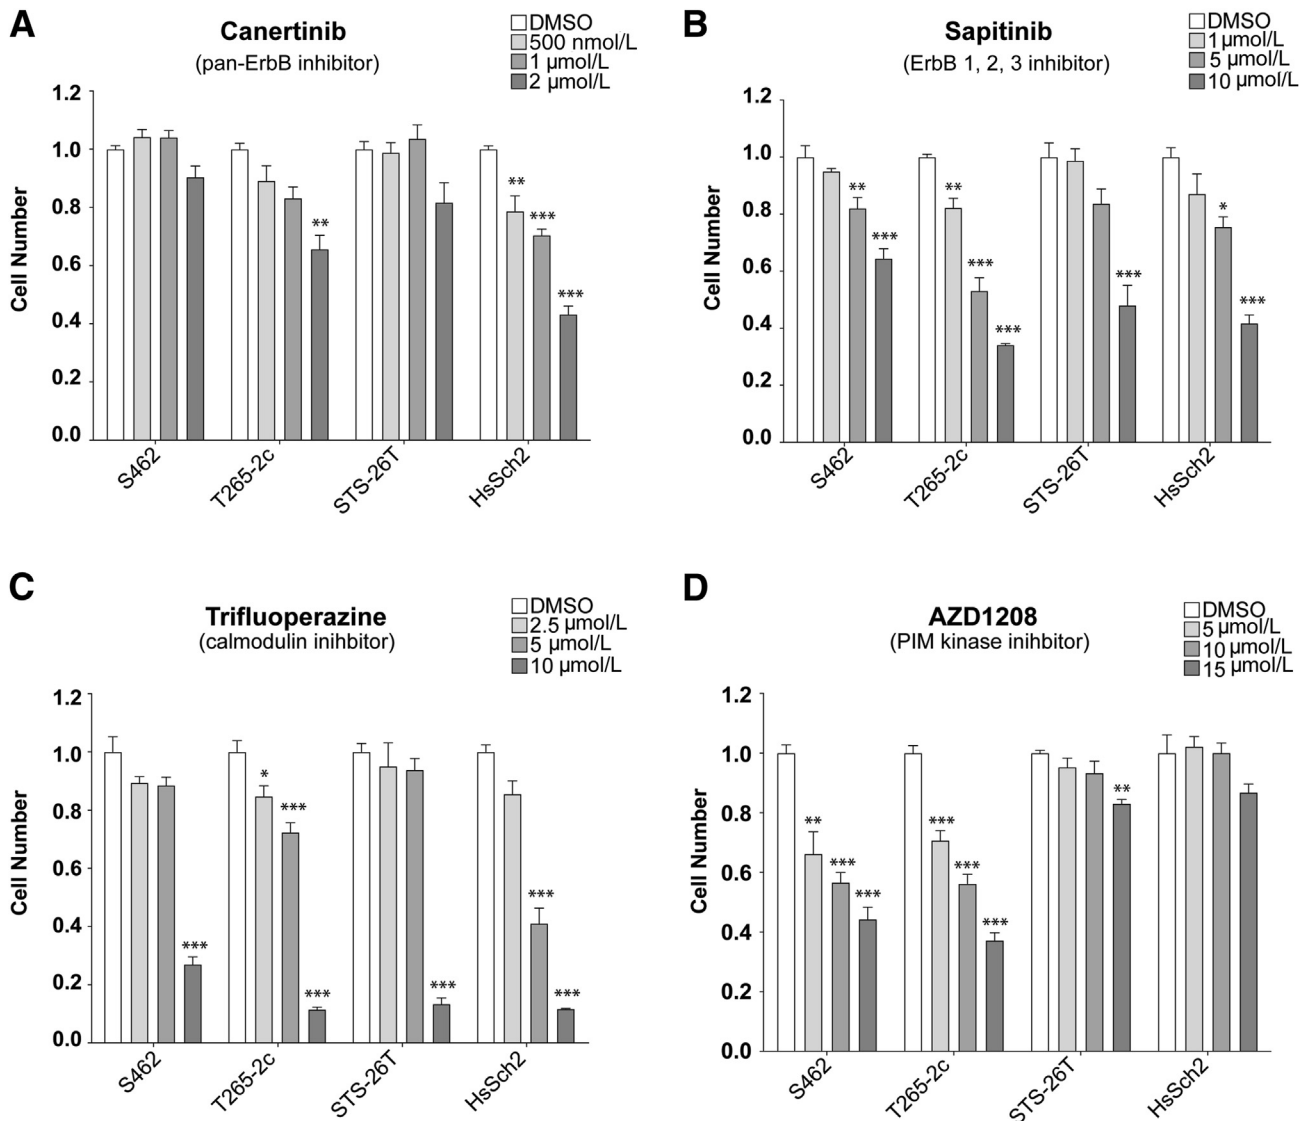 A
Canertinib
(pan-ErbB inhibitor)
DMSO
500 nmol/L
1 µmol/L
2 µmol/L
Cell Number
1.2
1.0
0.8
0.6
0.4
0.2
0.0
**
**
***
***
S462
T265-2c
STS-26T
HsSch2
B
Sapitinib
(ErbB 1, 2, 3 inhibitor)
DMSO
1 µmol/L
5 µmol/L
10 µmol/L
Cell Number
1.2
1.0
0.8
0.6
0.4
0.2
0.0
**
***
**
***
***
***
*
***
S462
T265-2c
STS-26T
HsSch2
C
Trifluoperazine
(calmodulin inihbitor)
DMSO
2.5 µmol/L
5 µmol/L
10 µmol/L
Cell Number
1.2
1.0
0.8
0.6
0.4
0.2
0.0
***
*
***
***
***
***
***
S462
T265-2c
STS-26T
HsSch2
D
AZD1208
(PIM kinase inihbitor)
DMSO
5 µmol/L
10 µmol/L
15 µmol/L
Cell Number
1.2
1.0
0.8
0.6
0.4
0.2
0.0
**
***
***
***
***
***
**
S462
T265-2c
STS-26T
HsSch2